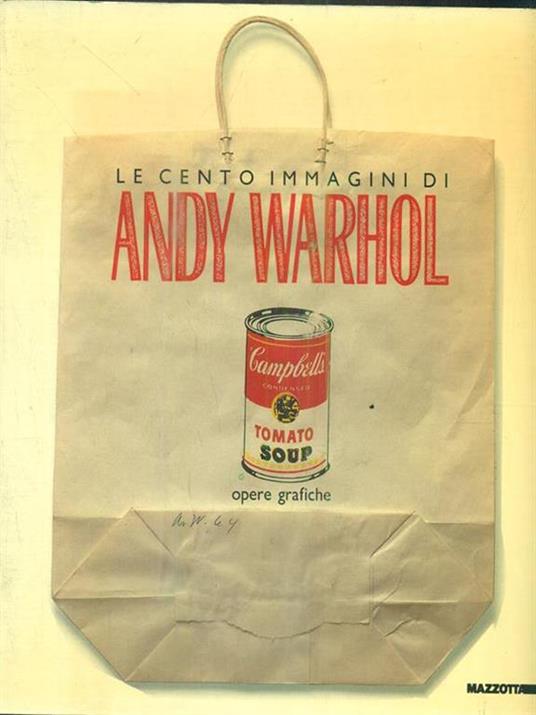 LE CENTO IMMAGINI DI
ANDY WARHOL
Campbell's
CONDENSED
TOMATO
SOUP
opere grafiche
A.W. 64
MAZZOTTA